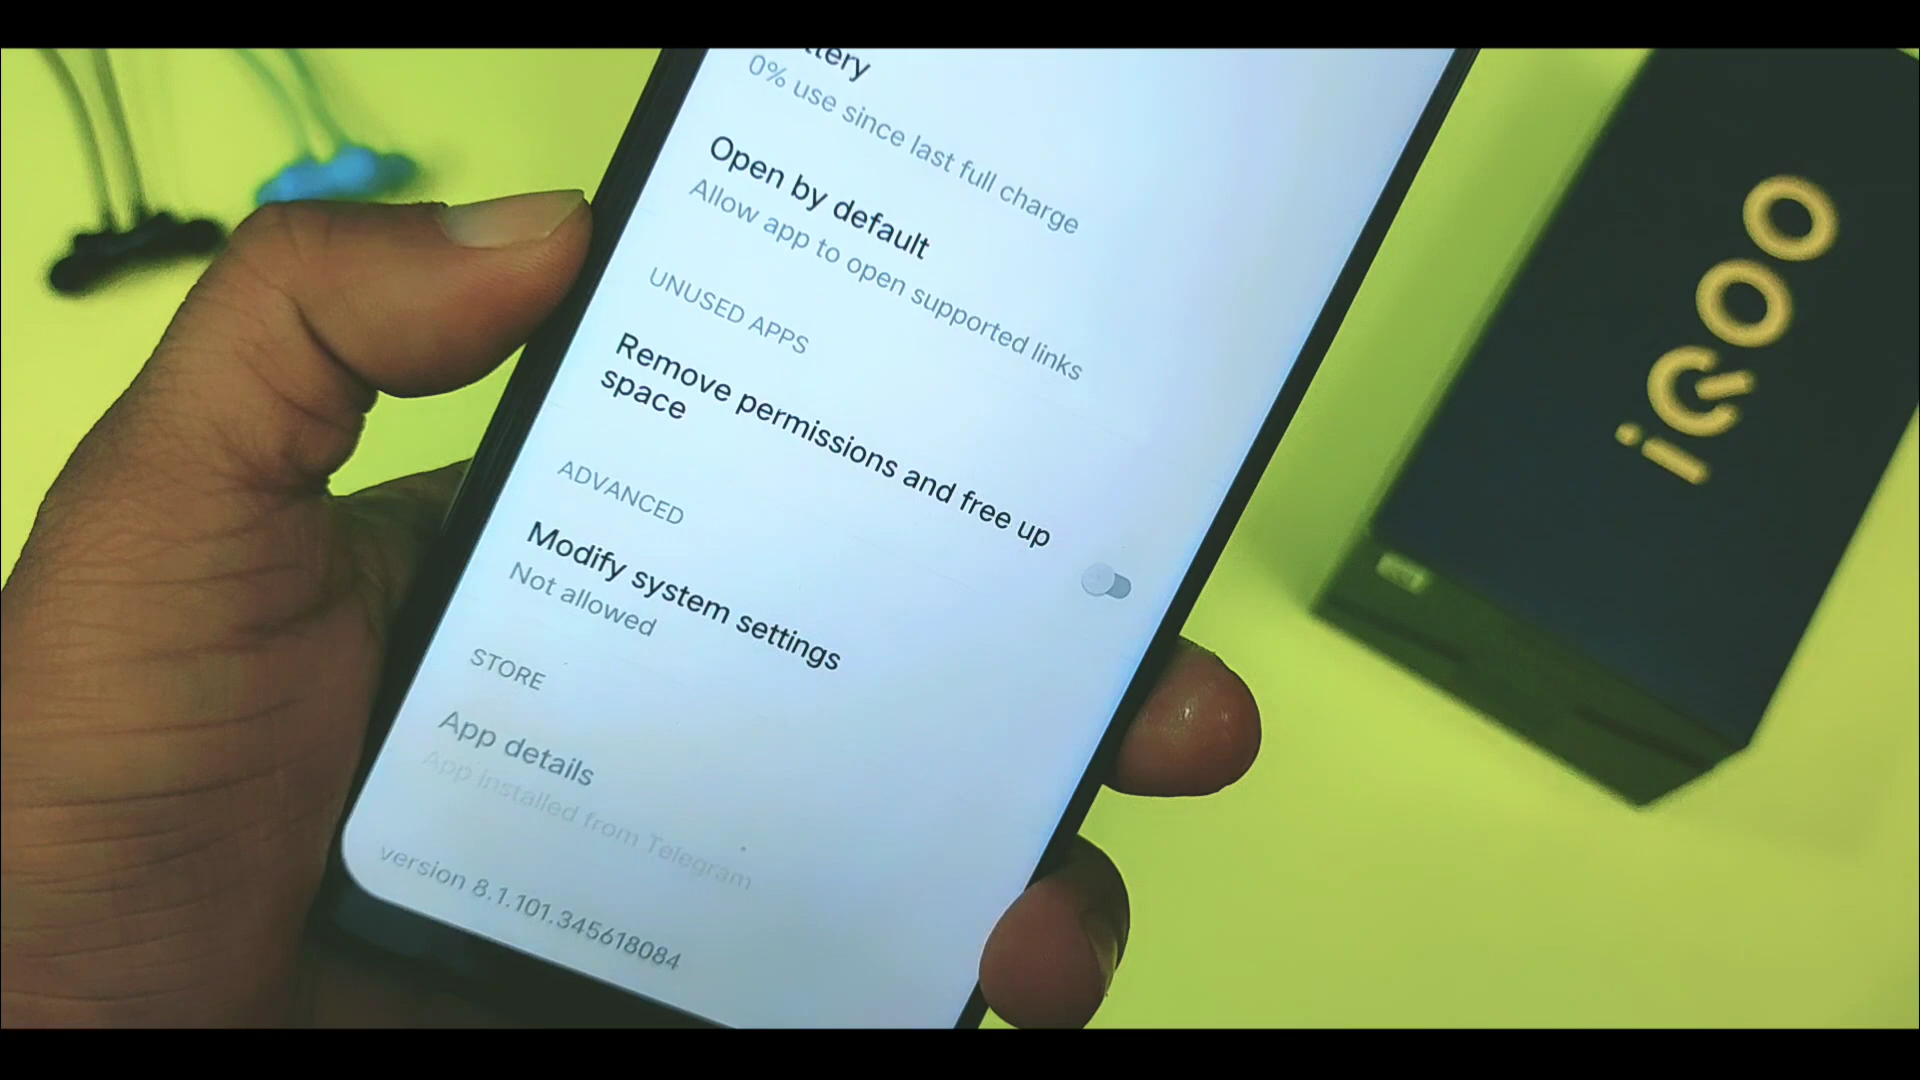 0% use since last full charge
Open by default
Allow app to open supported links
UNUSED APPS
Remove permissions and free up
space
ADVANCED
Modify system settings
Not allowed
STORE
App details
App installed from Telegram
version 8.1.101.345618084
iQOO